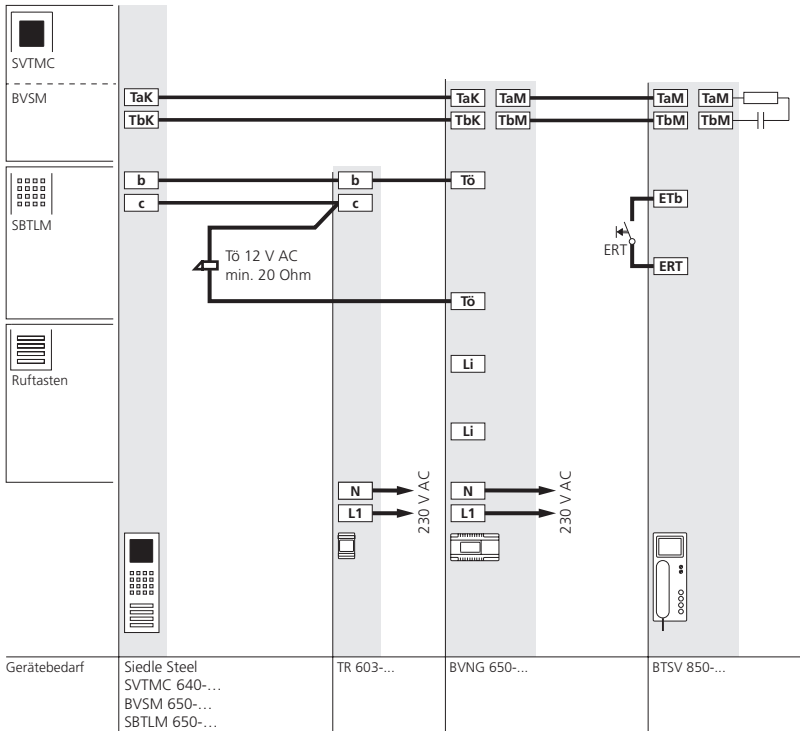 SVTMC
BVSM
TaK
TaK
TaM
TaM
TaM
TbK
TbK
TbM
TbM
TbM
SBTLM
b
b
Tö
c
c
ETb
ERT
ERT
Tö 12 V AC
min. 20 Ohm
Tö
Ruftasten
Li
Li
N
L1
230 V AC
N
L1
230 V AC
Gerätebedarf
Siedle Steel
SVTMC 640-…
BVSM 650-…
SBTLM 650-…
TR 603-...
BVNG 650-...
BTSV 850-...